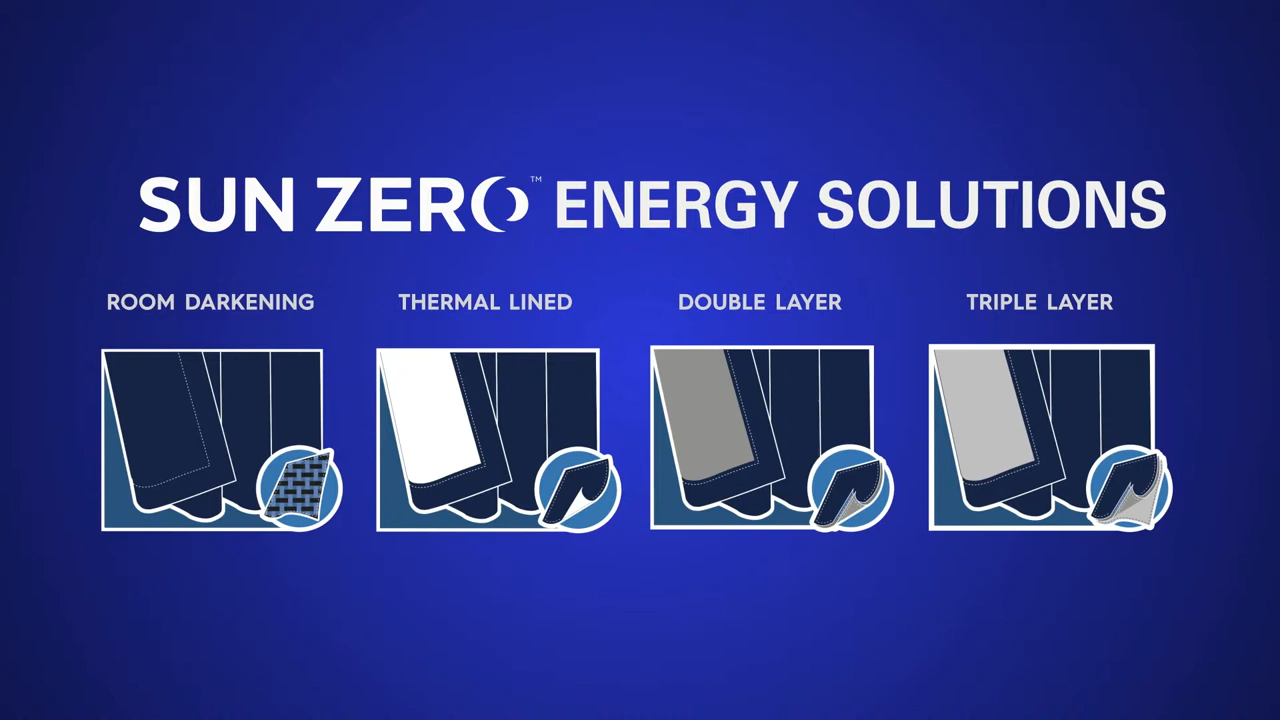 SUN ZERO™ ENERGY SOLUTIONS
ROOM DARKENING THERMAL LINED DOUBLE LAYER TRIPLE LAYER